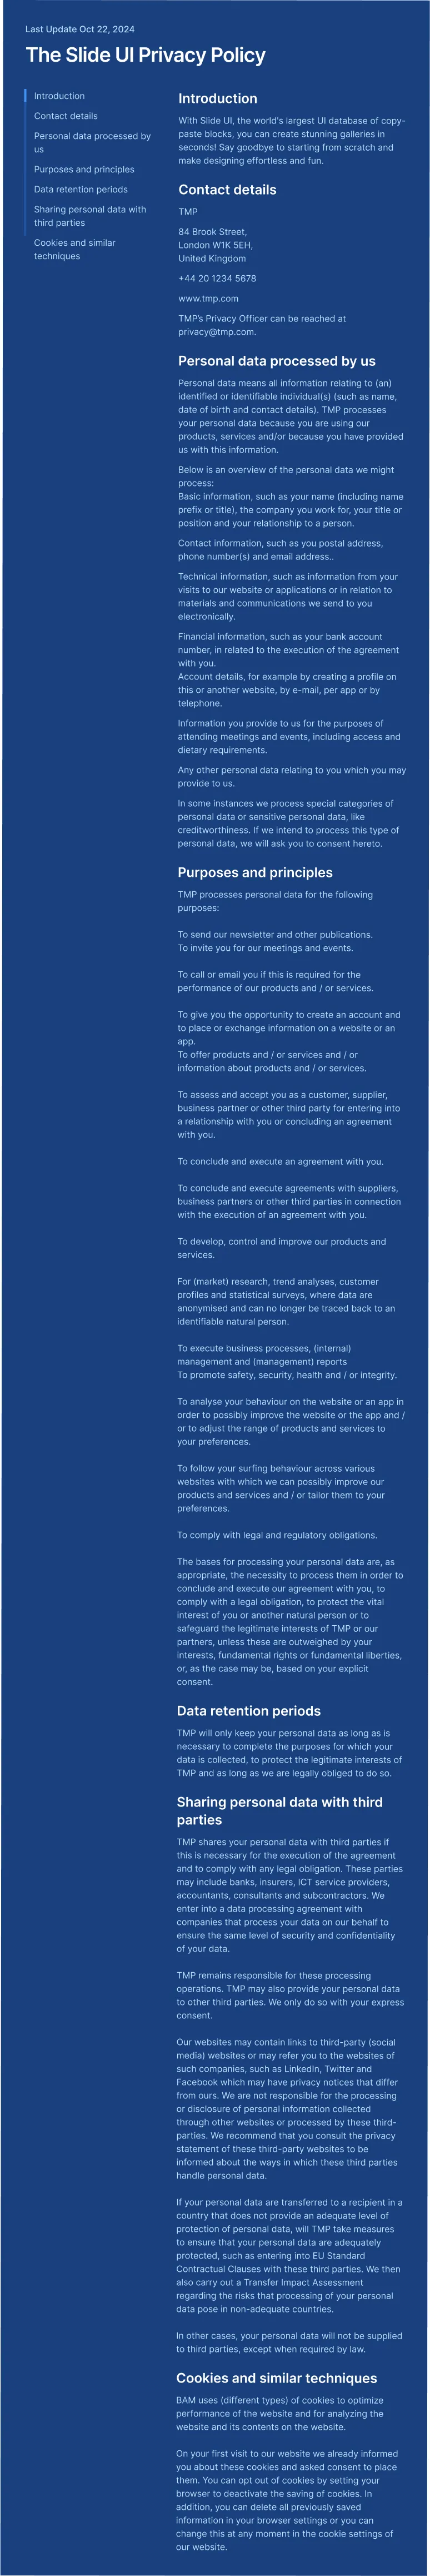 Last Update Oct 22, 2024
The Slide UI Privacy Policy
Introduction
Contact details
Personal data processed by
us
Purposes and principles
Data retention periods
Sharing personal data with
third parties
Cookies and similar
techniques
Introduction
With Slide UI, the world's largest UI database of copy-
paste blocks, you can create stunning galleries in
seconds! Say goodbye to starting from scratch and
make designing effortless and fun.
Contact details
TMP
84 Brook Street,
London W1K 5EH,
United Kingdom
+44 20 1234 5678
www.tmp.com
TMP's Privacy Officer can be reached at
privacy@tmp.com.
Personal data processed by us
Personal data means all information relating to (an)
identified or identifiable individual(s) (such as name,
date of birth and contact details). TMP processes
your personal data because you are using our
products, services and/or because you have provided
us with this information.
Below is an overview of the personal data we might
process:
Basic information, such as your name (including name
prefix or title), the company you work for, your title or
position and your relationship to a person.
Contact information, such as you postal address,
phone number(s) and email address..
Technical information, such as information from your
visits to our website or applications or in relation to
materials and communications we send to you
electronically.
Financial information, such as your bank account
number, in related to the execution of the agreement
with you.
Account details, for example by creating a profile on
this or another website, by e-mail, per app or by
telephone.
Information you provide to us for the purposes of
attending meetings and events, including access and
dietary requirements.
Any other personal data relating to you which you may
provide to us.
In some instances we process special categories of
personal data or sensitive personal data, like
creditworthiness. If we intend to process this type of
personal data, we will ask you to consent hereto.
Purposes and principles
TMP processes personal data for the following
purposes:
To send our newsletter and other publications.
To invite you for our meetings and events.
To call or email you if this is required for the
performance of our products and / or services.
To give you the opportunity to create an account and
to place or exchange information on a website or an
app.
To offer products and / or services and / or
information about products and / or services.
To assess and accept you as a customer, supplier,
business partner or other third party for entering into
a relationship with you or concluding an agreement
with you.
To conclude and execute an agreement with you.
To conclude and execute agreements with suppliers,
business partners or other third parties in connection
with the execution of an agreement with you.
To develop, control and improve our products and
services.
For (market) research, trend analyses, customer
profiles and statistical surveys, where data are
anonymised and can no longer be traced back to an
identifiable natural person.
To execute business processes, (internal)
management and (management) reports
To promote safety, security, health and / or integrity.
To analyse your behaviour on the website or an app in
order to possibly improve the website or the app and /
or to adjust the range of products and services to
your preferences.
To follow your surfing behaviour across various
websites with which we can possibly improve our
products and services and / or tailor them to your
preferences.
To comply with legal and regulatory obligations.
The bases for processing your personal data are, as
appropriate, the necessity to process them in order to
conclude and execute our agreement with you, to
comply with a legal obligation, to protect the vital
interest of you or another natural person or to
safeguard the legitimate interests of TMP or our
partners, unless these are outweighed by your
interests, fundamental rights or fundamental liberties,
or, as the case may be, based on your explicit
consent.
Data retention periods
TMP will only keep your personal data as long as is
necessary to complete the purposes for which your
data is collected, to protect the legitimate interests of
TMP and as long as we are legally obliged to do so.
Sharing personal data with third
parties
TMP shares your personal data with third parties if
this is necessary for the execution of the agreement
and to comply with any legal obligation. These parties
may include banks, insurers, ICT service providers,
accountants, consultants and subcontractors. We
enter into a data processing agreement with
companies that process your data on our behalf to
ensure the same level of security and confidentiality
of your data.
TMP remains responsible for these processing
operations. TMP may also provide your personal data
to other third parties. We only do so with your express
consent.
Our websites may contain links to third-party (social
media) websites or may refer you to the websites of
such companies, such as LinkedIn, Twitter and
Facebook which may have privacy notices that differ
from ours. We are not responsible for the processing
or disclosure of personal information collected
through other websites or processed by these third-
parties. We recommend that you consult the privacy
statement of these third-party websites to be
informed about the ways in which these third parties
handle personal data.
If your personal data are transferred to a recipient in a
country that does not provide an adequate level of
protection of personal data, will TMP take measures
to ensure that your personal data are adequately
protected, such as entering into EU Standard
Contractual Clauses with these third parties. We then
also carry out a Transfer Impact Assessment
regarding the risks that processing of your personal
data pose in non-adequate countries.
In other cases, your personal data will not be supplied
to third parties, except when required by law.
Cookies and similar techniques
BAM uses (different types) of cookies to optimize
performance of the website and for analyzing the
website and its contents on the website.
On your first visit to our website we already informed
you about these cookies and asked consent to place
them. You can opt out of cookies by setting your
browser to deactivate the saving of cookies. In
addition, you can delete all previously saved
information in your browser settings or you can
change this at any moment in the cookie settings of
our website.